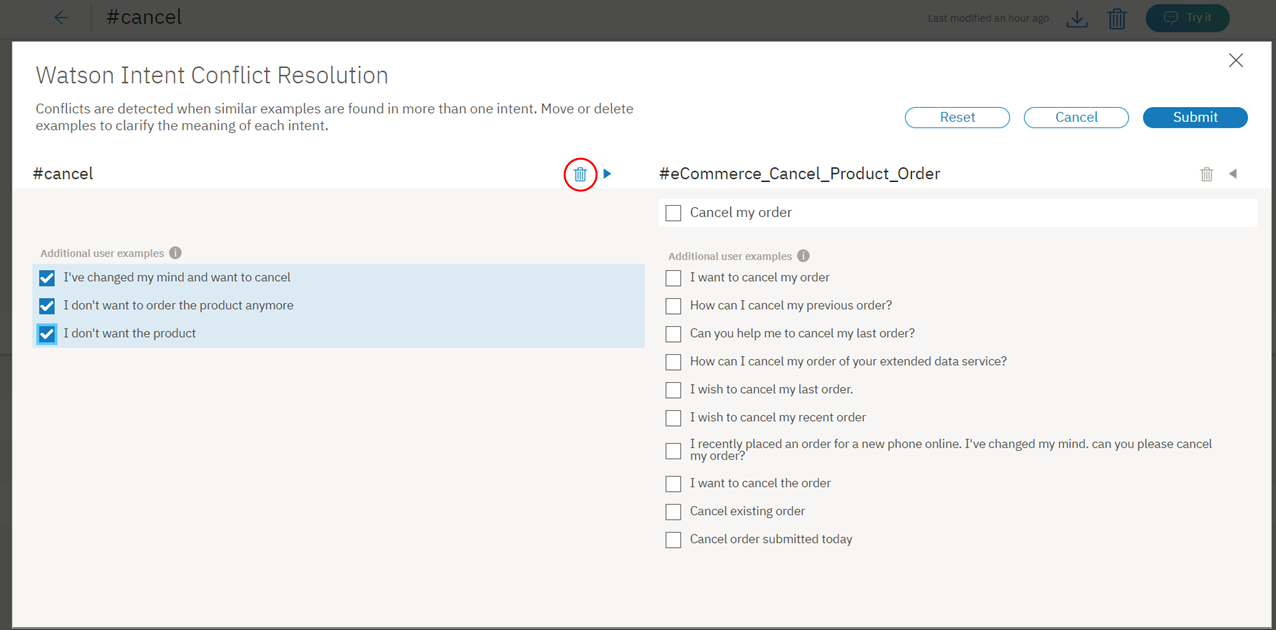 #cancel
Last modified an hour ago
Try it
Watson Intent Conflict Resolution
Conflicts are detected when similar examples are found in more than one intent. Move or delete
examples to clarify the meaning of each intent.
Reset
Cancel
Submit
#cancel
Additional user examples i
I've changed my mind and want to cancel
I don't want to order the product anymore
I don't want the product
#eCommerce_Cancel_Product_Order
Cancel my order
Additional user examples i
I want to cancel my order
How can I cancel my previous order?
Can you help me to cancel my last order?
How can I cancel my order of your extended data service?
I wish to cancel my last order.
I wish to cancel my recent order
I recently placed an order for a new phone online. I've changed my mind. can you please cancel
my order?
I want to cancel the order
Cancel existing order
Cancel order submitted today